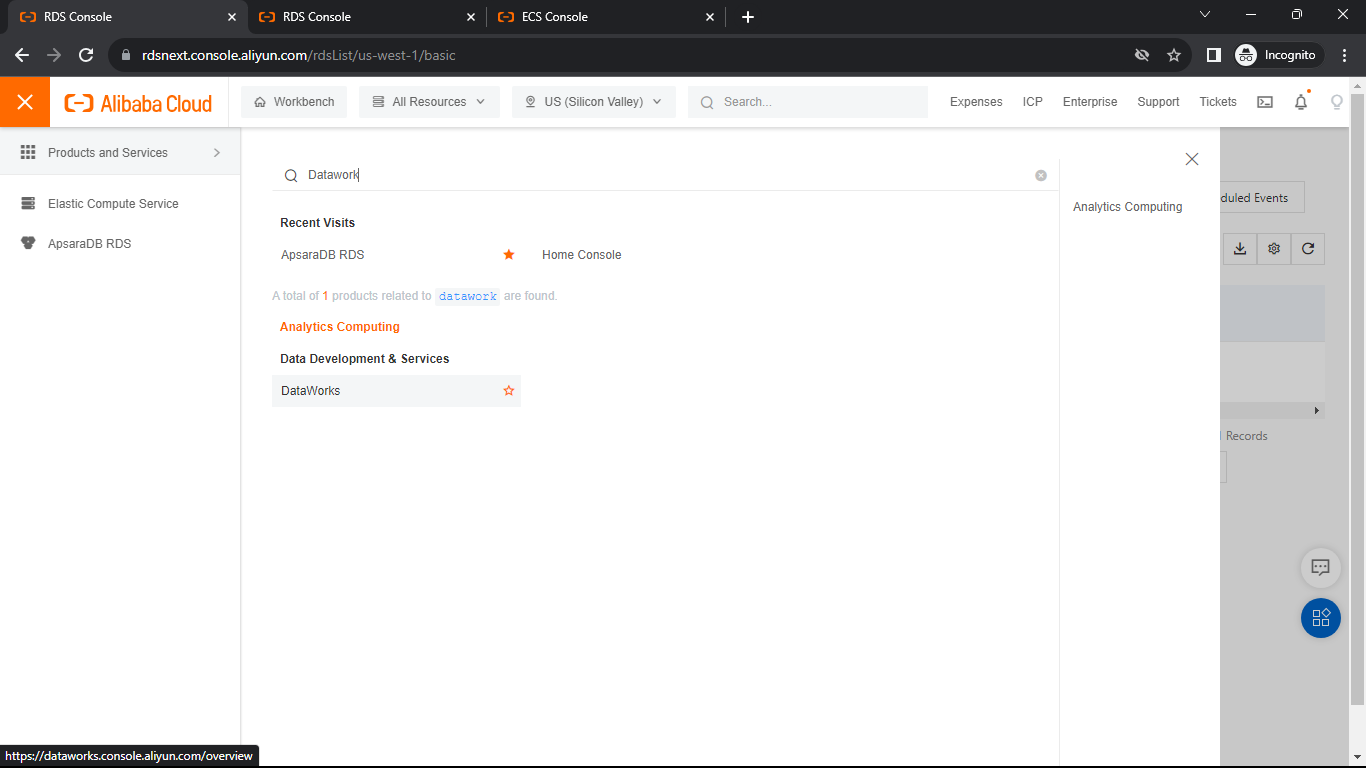 RDS Console
RDS Console
ECS Console
rdsnext.console.aliyun.com/rdsList/us-west-1/basic
Incognito
Alibaba Cloud
Workbench
All Resources
US (Silicon Valley)
Search...
Expenses
ICP
Enterprise
Support
Tickets
Products and Services
Elastic Compute Service
ApsaraDB RDS
Datawork
Recent Visits
ApsaraDB RDS
Home Console
A total of 1 products related to datawork are found.
Analytics Computing
Data Development & Services
DataWorks
Analytics Computing
duled Events
Records
https://dataworks.console.aliyun.com/overview